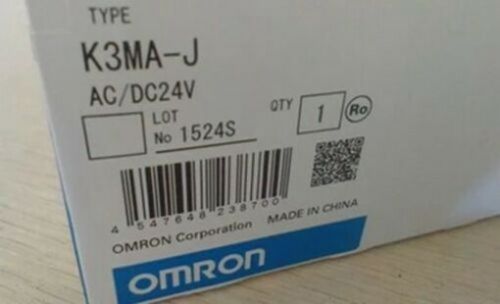 TYPE
K3MA-J
AC/DC24V
LOT
No 1524S
QTY 1 Ro
4 547648 238700
OMRON Corporation MADE IN CHINA
OMRON